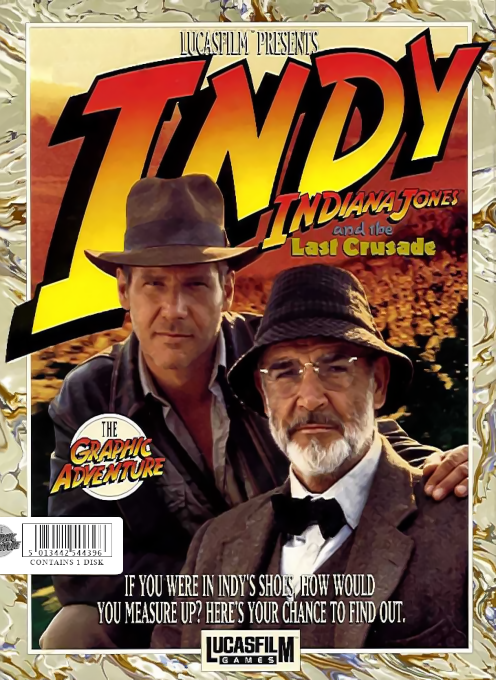 LUCASFILM™ PRESENTS
INDY
INDIANA JONES
and the
Last Crusade
THE
GRAPHIC
ADVENTURE
5 013442 544396
CONTAINS 1 DISK
IF YOU WERE IN INDY'S SHOES, HOW WOULD
YOU MEASURE UP? HERE'S YOUR CHANCE TO FIND OUT.
LUCASFILM
GAMES